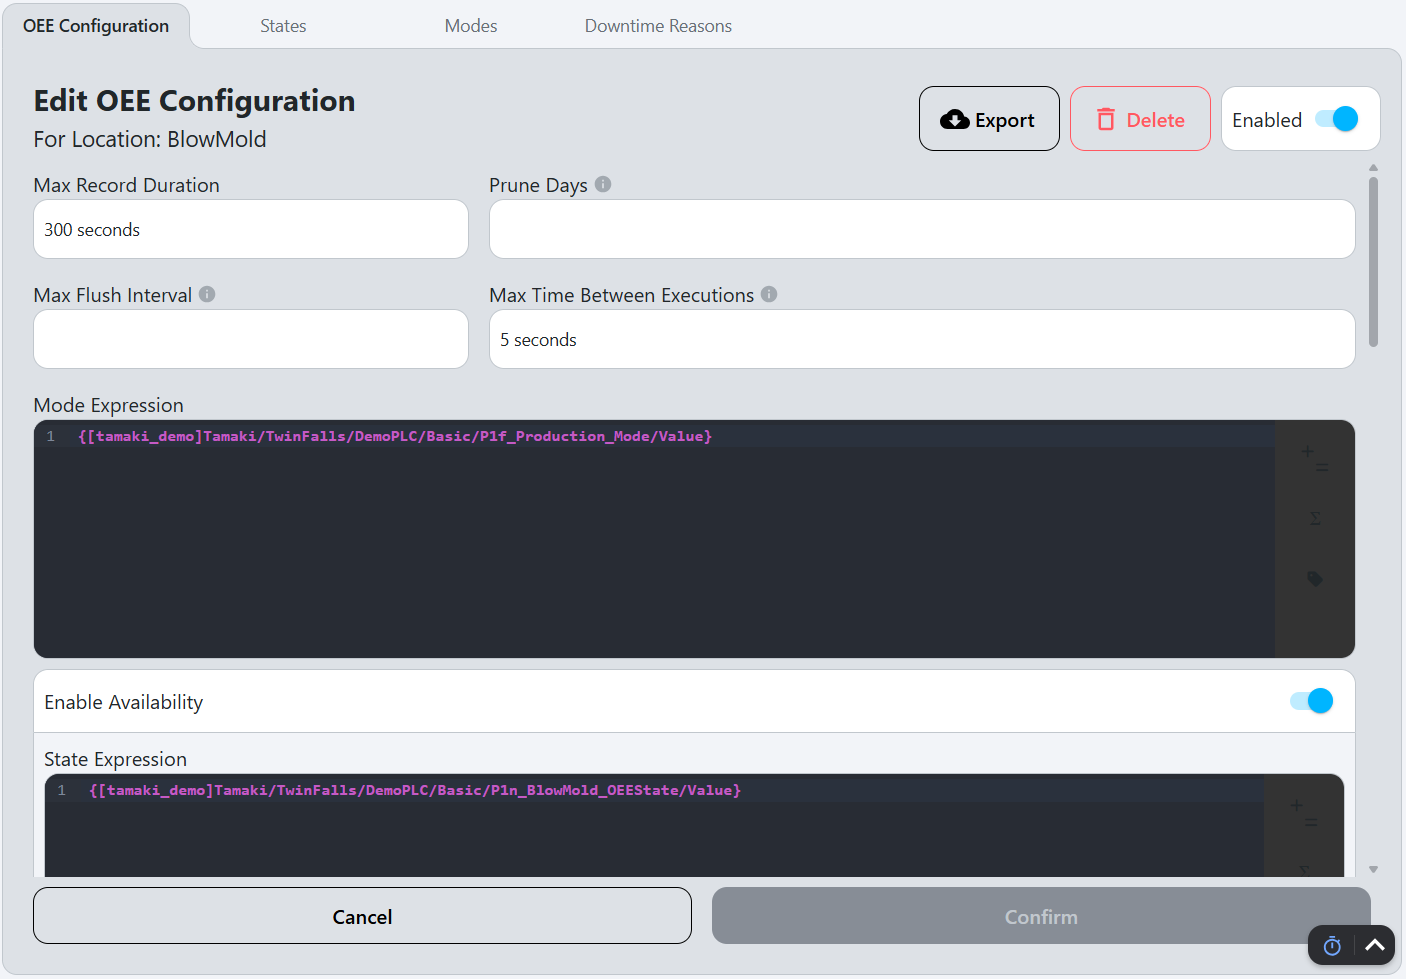 OEE Configuration
States
Modes
Downtime Reasons
Edit OEE Configuration
For Location: BlowMold
Export
Delete
Enabled
Max Record Duration
Prune Days
300 seconds
Max Flush Interval
Max Time Between Executions
5 seconds
Mode Expression
1 {[tamaki_demo]Tamaki/TwinFalls/DemoPLC/Basic/P1f_Production_Mode/Value}
Enable Availability
State Expression
1 {[tamaki_demo]Tamaki/TwinFalls/DemoPLC/Basic/P1n_BlowMold_OEEState/Value}
Cancel
Confirm